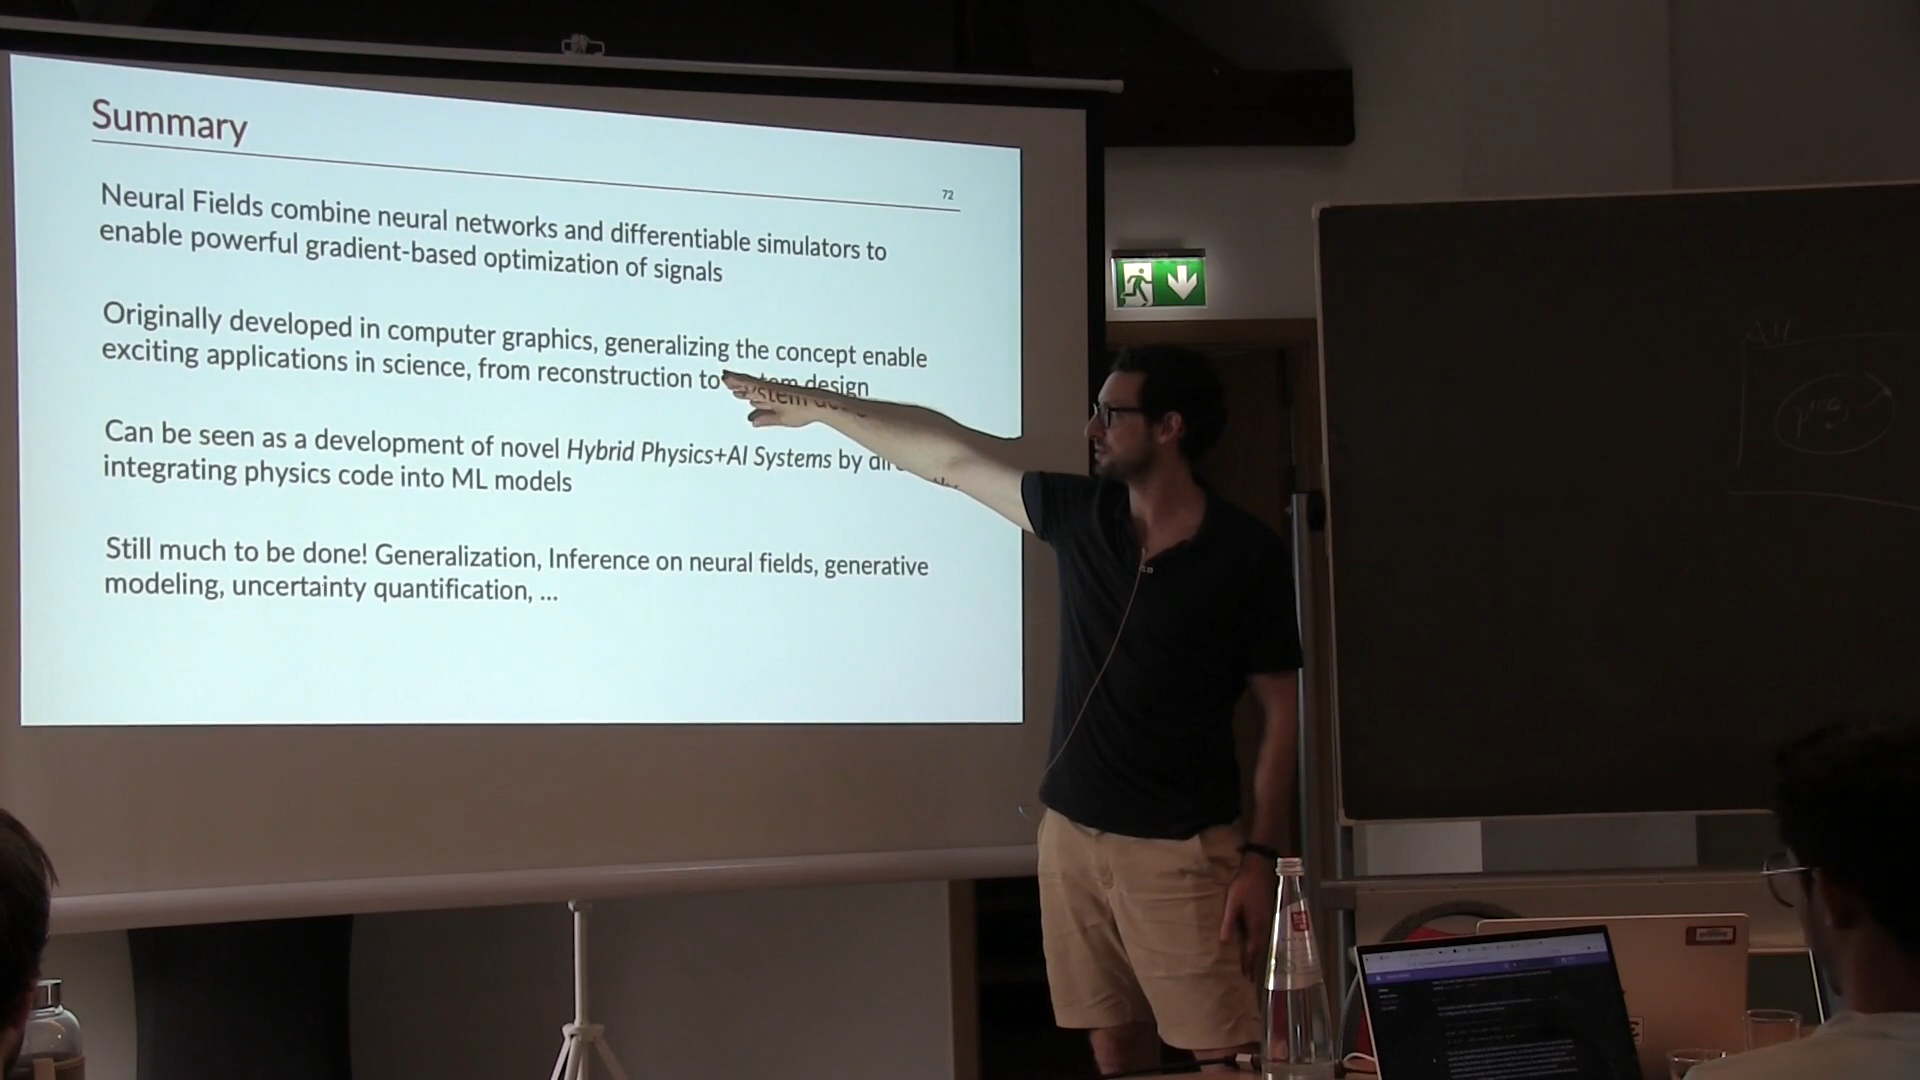 Summary
72
Neural Fields combine neural networks and differentiable simulators to
enable powerful gradient-based optimization of signals
Originally developed in computer graphics, generalizing the concept enable
exciting applications in science, from reconstruction to system design
Can be seen as a development of novel Hybrid Physics+AI Systems by
integrating physics code into ML models
Still much to be done! Generalization, Inference on neural fields, generative
modeling, uncertainty quantification, ...